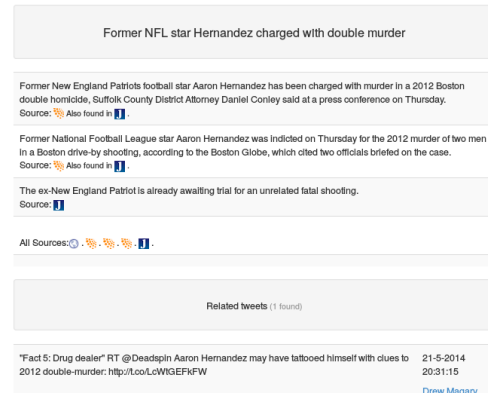 Former NFL star Hernandez charged with double murder
Former New England Patriots football star Aaron Hernandez has been charged with murder in a 2012 Boston
double homicide, Suffolk County District Attorney Daniel Conley said at a press conference on Thursday.
Source: Also found in J .
Former National Football League star Aaron Hernandez was indicted on Thursday for the 2012 murder of two men
in a Boston drive-by shooting, according to the Boston Globe, which cited two officials briefed on the case.
Source: Also found in J .
The ex-New England Patriot is already awaiting trial for an unrelated fatal shooting.
Source: J
All Sources: . . . . J .
Related tweets (1 found)
"Fact 5: Drug dealer" RT @Deadspin Aaron Hernandez may have tattooed himself with clues to 21-5-2014
2012 double-murder: http://t.co/LcWtGEFkFW 20:31:15
Drew Magary